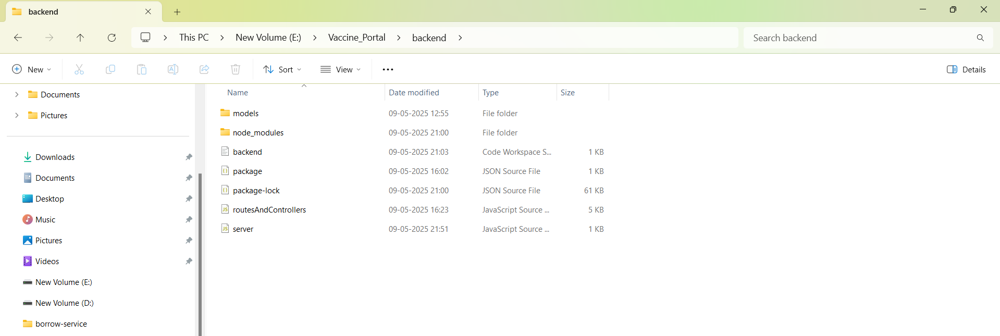 backend
This PC New Volume (E:) Vaccine_Portal backend Search backend
New Sort View Details
Documents
Pictures
Downloads
Documents
Desktop
Music
Pictures
Videos
New Volume (E:)
New Volume (D:)
borrow-service
Name Date modified Type Size
models 09-05-2025 12:55 File folder
node_modules 09-05-2025 21:00 File folder
backend 09-05-2025 21:03 Code Workspace S... 1 KB
package 09-05-2025 16:02 JSON Source File 1 KB
package-lock 09-05-2025 21:00 JSON Source File 61 KB
routesAndControllers 09-05-2025 16:23 JavaScript Source ... 5 KB
server 09-05-2025 21:51 JavaScript Source ... 1 KB